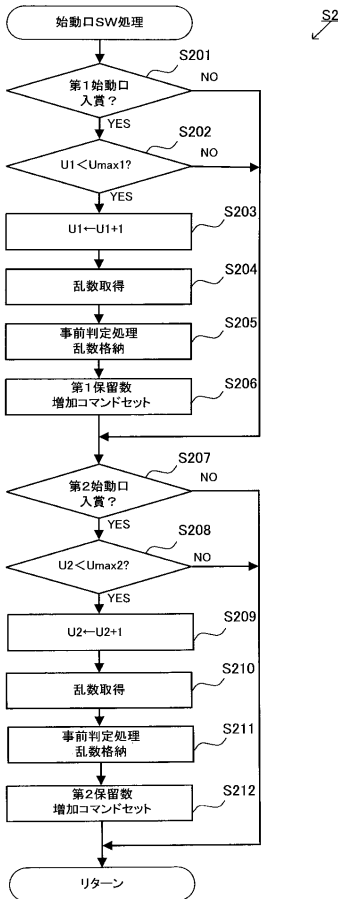 始動口SW処理
S2
S201
第1始動口
入賞?
NO
YES
S202
U1<Umax1?
NO
YES
S203
U1←U1+1
S204
乱数取得
S205
事前判定処理
乱数格納
S206
第1保留数
増加コマンドセット
S207
第2始動口
入賞?
NO
YES
S208
U2<Umax2?
NO
YES
S209
U2←U2+1
S210
乱数取得
S211
事前判定処理
乱数格納
S212
第2保留数
増加コマンドセット
リターン